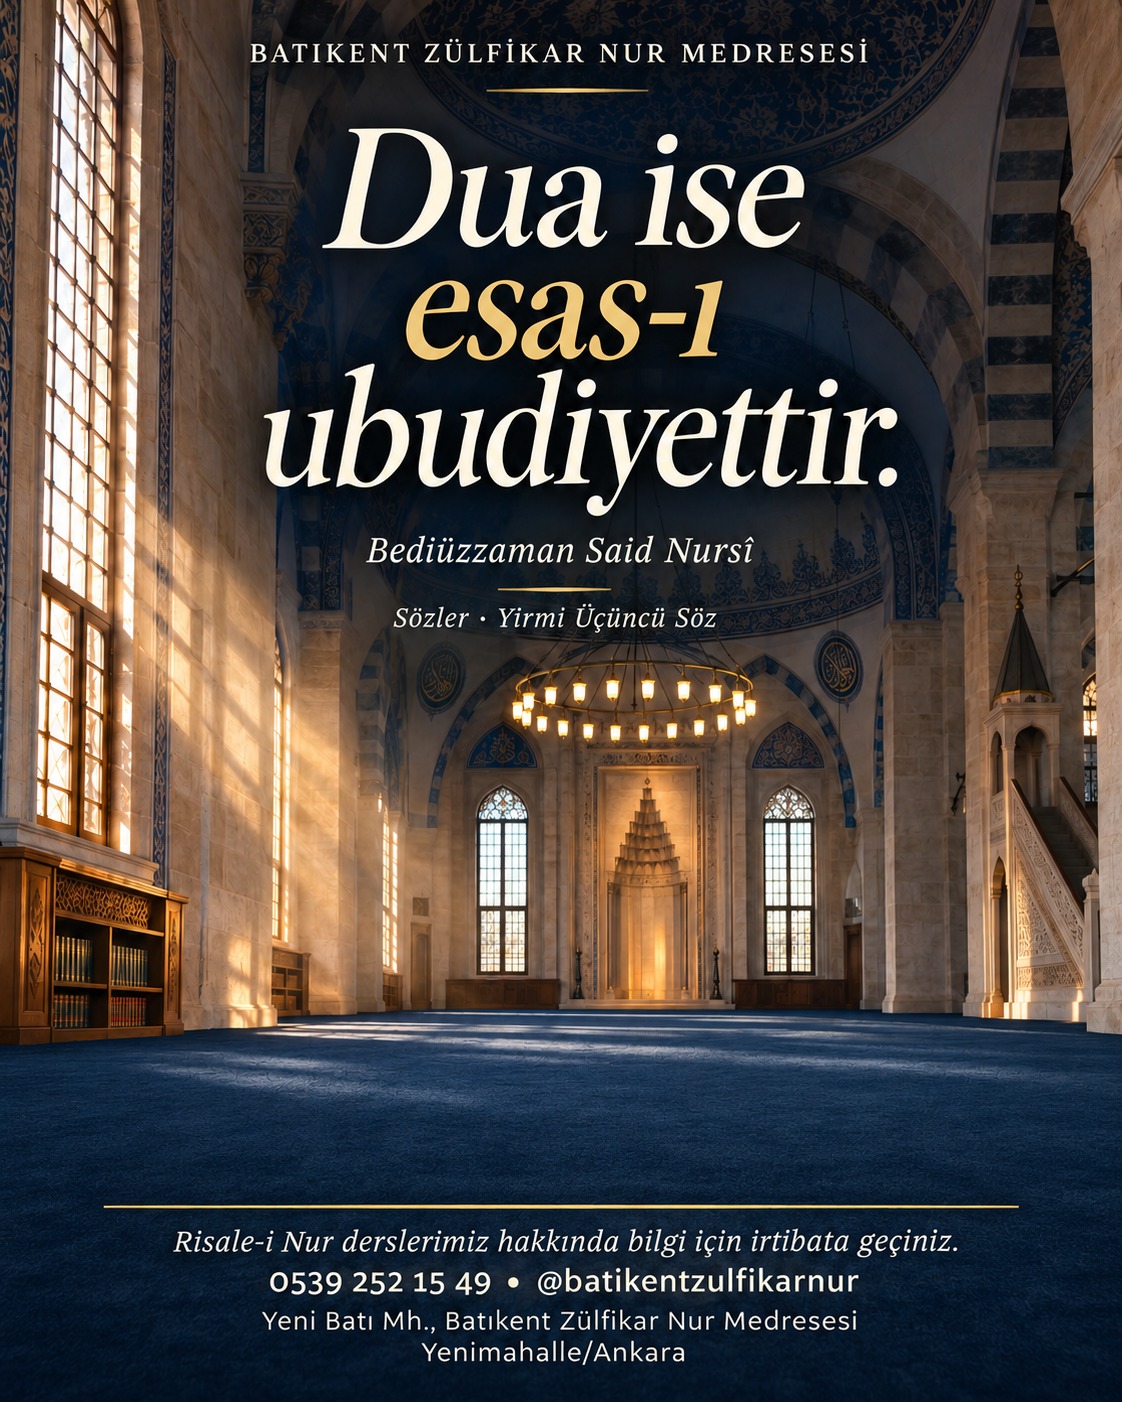 BATIKENT ZÜLFİKAR NUR MEDRESESİ
Dua ise
esas-ı
ubudiyettir.
Bediüzzaman Said Nursî
Sözler • Yirmi Üçüncü Söz
Risale-i Nur derslerimiz hakkında bilgi için irtibata geçiniz.
0539 252 15 49 • @batikentzulfikarnur
Yeni Batı Mh., Batıkent Zülfikar Nur Medresesi
Yenimahalle/Ankara